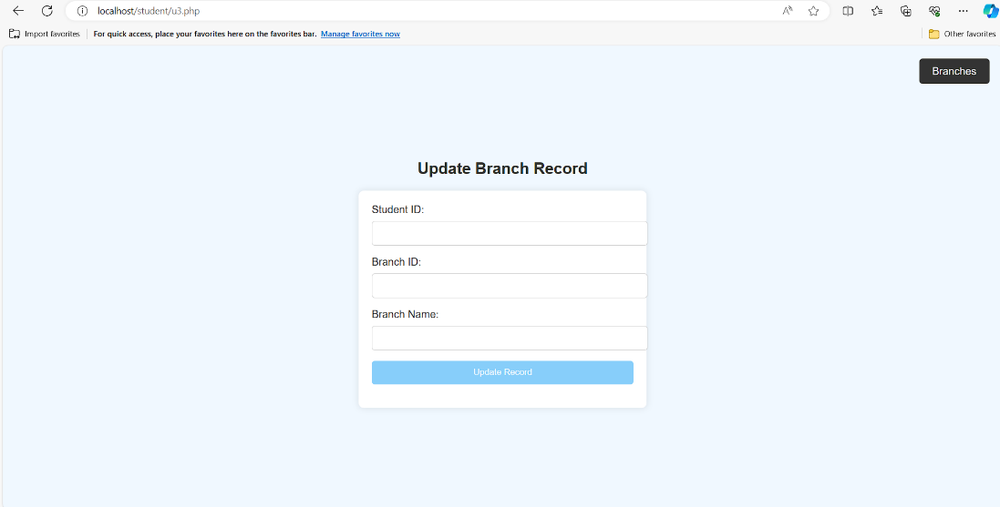 localhost/student/u3.php
Import favorites For quick access, place your favorites here on the favorites bar. Manage favorites now Other favorites
Branches
Update Branch Record
Student ID:
Branch ID:
Branch Name:
Update Record